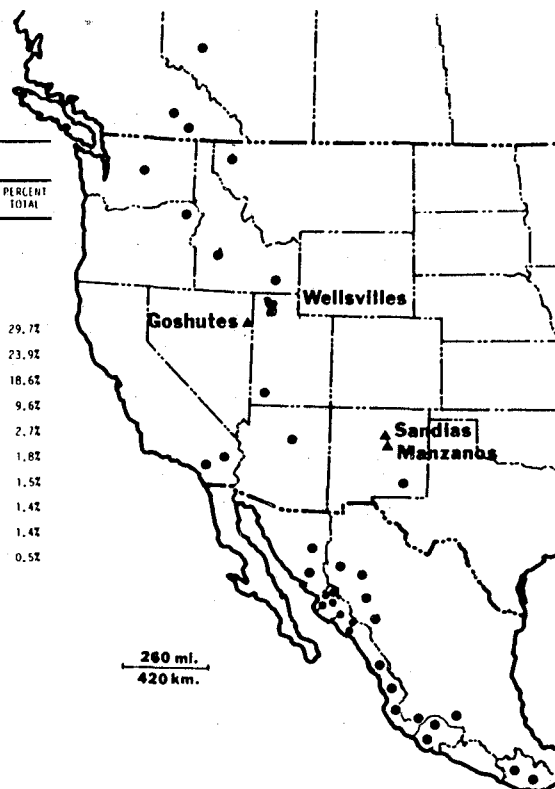 PERCENT
TOTAL
29.7%
23.9%
18.6%
9.6%
2.7%
1.8%
1.5%
1.4%
1.4%
0.5%
Wellsvilles
Goshutes
Sandias
Manzanos
260 mi.
420 km.